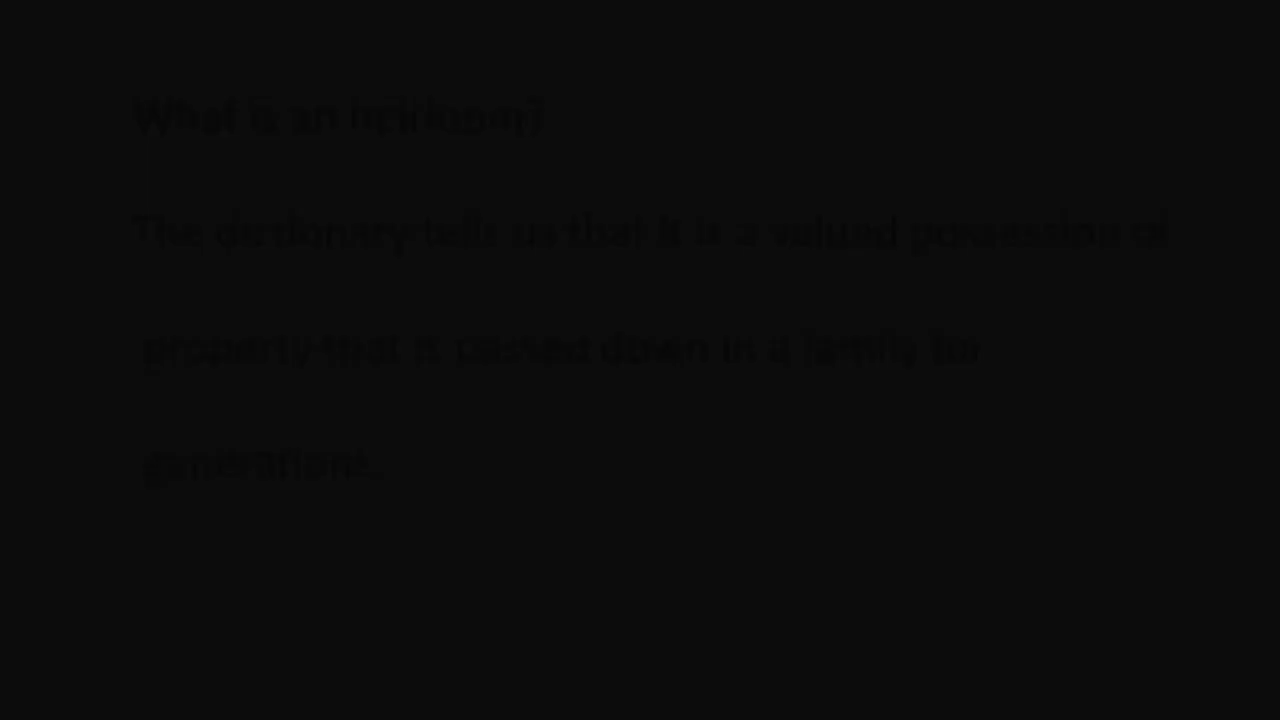 What is an heirloom?
The dictionary tells us that it is a valued possession of
property that is passed down in a family for
generations.